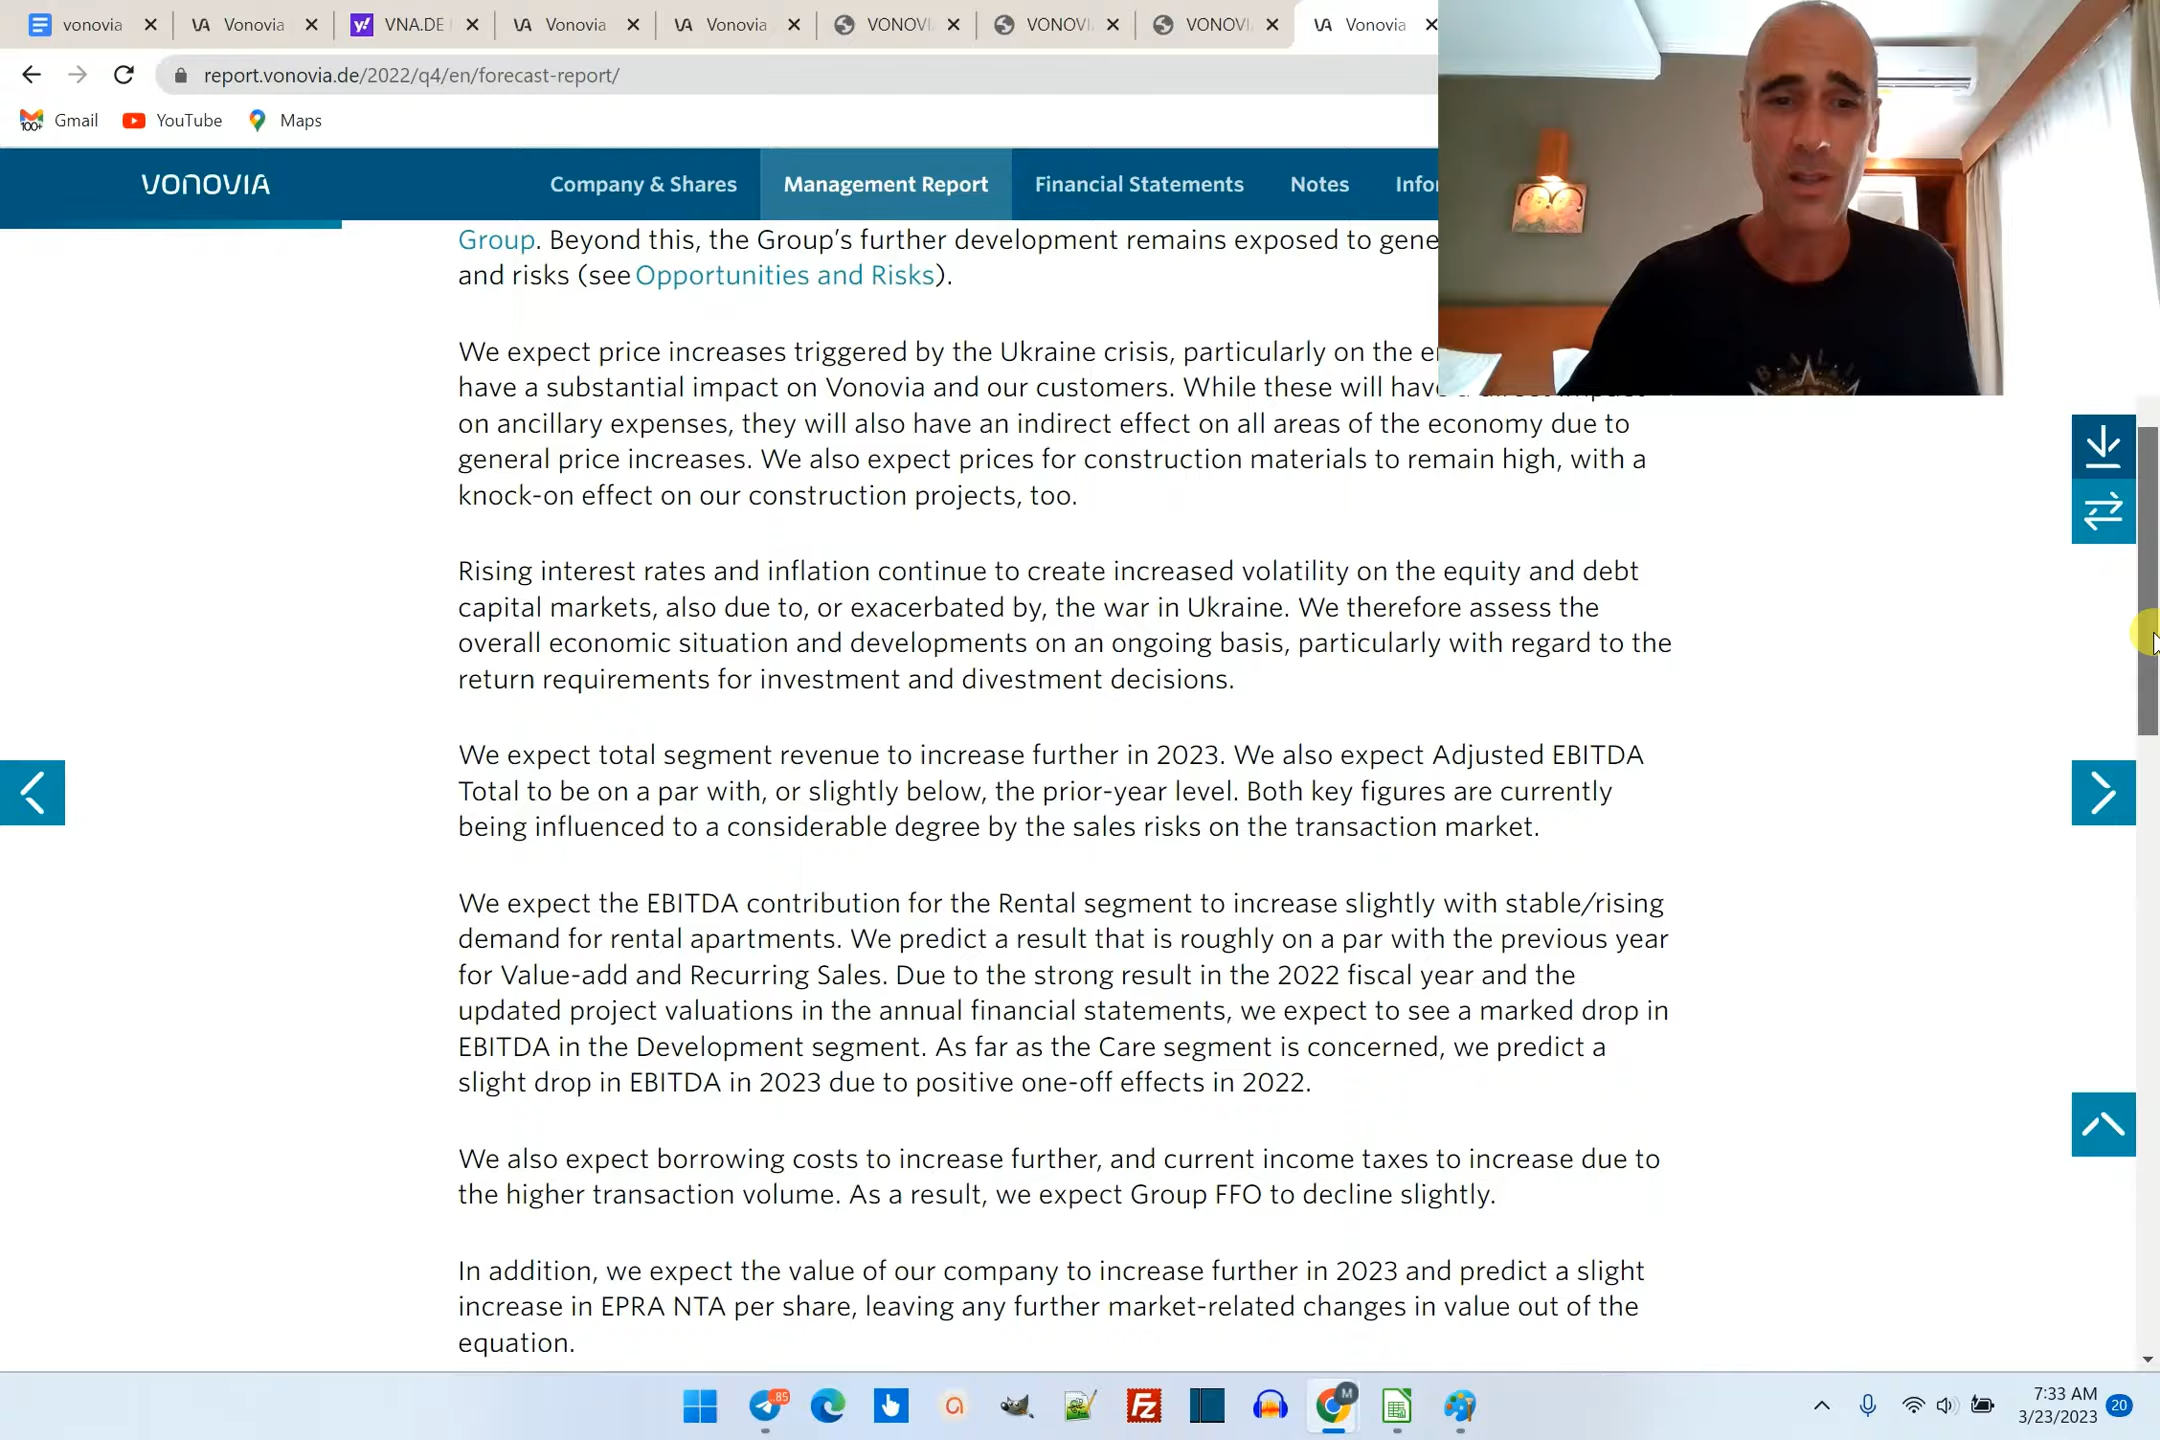 vonovia
Vonovia
VNA.DE
Vonovia
Vonovia
VONOVI
VONOVI
VONOVI
Vonovia
report.vonovia.de/2022/q4/en/forecast-report/
100+ Gmail
YouTube
Maps
VONOVIA
Company & Shares
Management Report
Financial Statements
Notes
Group. Beyond this, the Group's further development remains exposed to gene
and risks (see Opportunities and Risks).
We expect price increases triggered by the Ukraine crisis, particularly on the
have a substantial impact on Vonovia and our customers. While these will have
on ancillary expenses, they will also have an indirect effect on all areas of the economy due to
general price increases. We also expect prices for construction materials to remain high, with a
knock-on effect on our construction projects, too.
Rising interest rates and inflation continue to create increased volatility on the equity and debt
capital markets, also due to, or exacerbated by, the war in Ukraine. We therefore assess the
overall economic situation and developments on an ongoing basis, particularly with regard to the
return requirements for investment and divestment decisions.
We expect total segment revenue to increase further in 2023. We also expect Adjusted EBITDA
Total to be on a par with, or slightly below, the prior-year level. Both key figures are currently
being influenced to a considerable degree by the sales risks on the transaction market.
We expect the EBITDA contribution for the Rental segment to increase slightly with stable/rising
demand for rental apartments. We predict a result that is roughly on a par with the previous year
for Value-add and Recurring Sales. Due to the strong result in the 2022 fiscal year and the
updated project valuations in the annual financial statements, we expect to see a marked drop in
EBITDA in the Development segment. As far as the Care segment is concerned, we predict a
slight drop in EBITDA in 2023 due to positive one-off effects in 2022.
We also expect borrowing costs to increase further, and current income taxes to increase due to
the higher transaction volume. As a result, we expect Group FFO to decline slightly.
In addition, we expect the value of our company to increase further in 2023 and predict a slight
increase in EPRA NTA per share, leaving any further market-related changes in value out of the
equation.
85
M
7:33 AM
3/23/2023
20